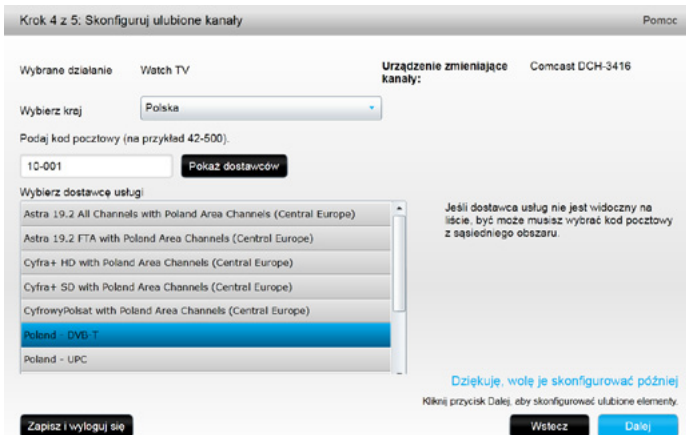 Krok 4 z 5: Skonfiguruj ulubione kanały
Pomoc
Wybrane działanie Watch TV
Urządzenie zmieniające kanały: Comcast DCH-3416
Wybierz kraj Polska
Podaj kod pocztowy (na przykład 42-500).
10-001 Pokaż dostawców
Wybierz dostawcę usługi
Astra 19.2 All Channels with Poland Area Channels (Central Europe)
Astra 19.2 FTA with Poland Area Channels (Central Europe)
Cyfra+ HD with Poland Area Channels (Central Europe)
Cyfra+ SD with Poland Area Channels (Central Europe)
CyfrowyPolsat with Poland Area Channels (Central Europe)
Poland - DVB-T
Poland - UPC
Jeśli dostawca usług nie jest widoczny na
liście, być może musisz wybrać kod pocztowy
z sąsiedniego obszaru.
Dziękuję, wolę je skonfigurować później
Kliknij przycisk Dalej, aby skonfigurować ulubione elementy.
Zapisz i wyloguj się
Wstecz
Dalej